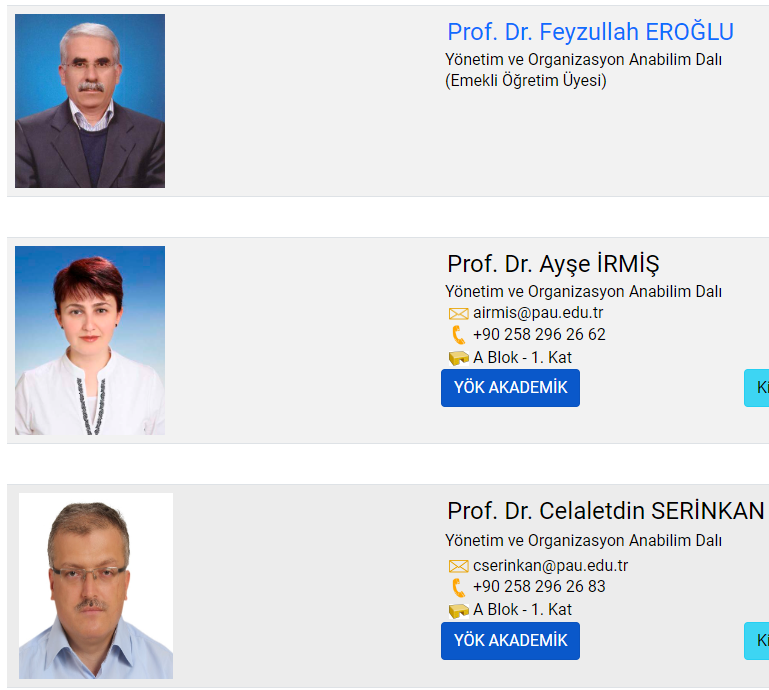 Prof. Dr. Feyzullah EROĞLU
Yönetim ve Organizasyon Anabilim Dalı
(Emekli Öğretim Üyesi)
Prof. Dr. Ayşe İRMİŞ
Yönetim ve Organizasyon Anabilim Dalı
airmis@pau.edu.tr
+90 258 296 26 62
A Blok - 1. Kat
YÖK AKADEMİK
Ki
Prof. Dr. Celaletdin SERİNKAN
Yönetim ve Organizasyon Anabilim Dalı
cserinkan@pau.edu.tr
+90 258 296 26 83
A Blok - 1. Kat
YÖK AKADEMİK
Ki